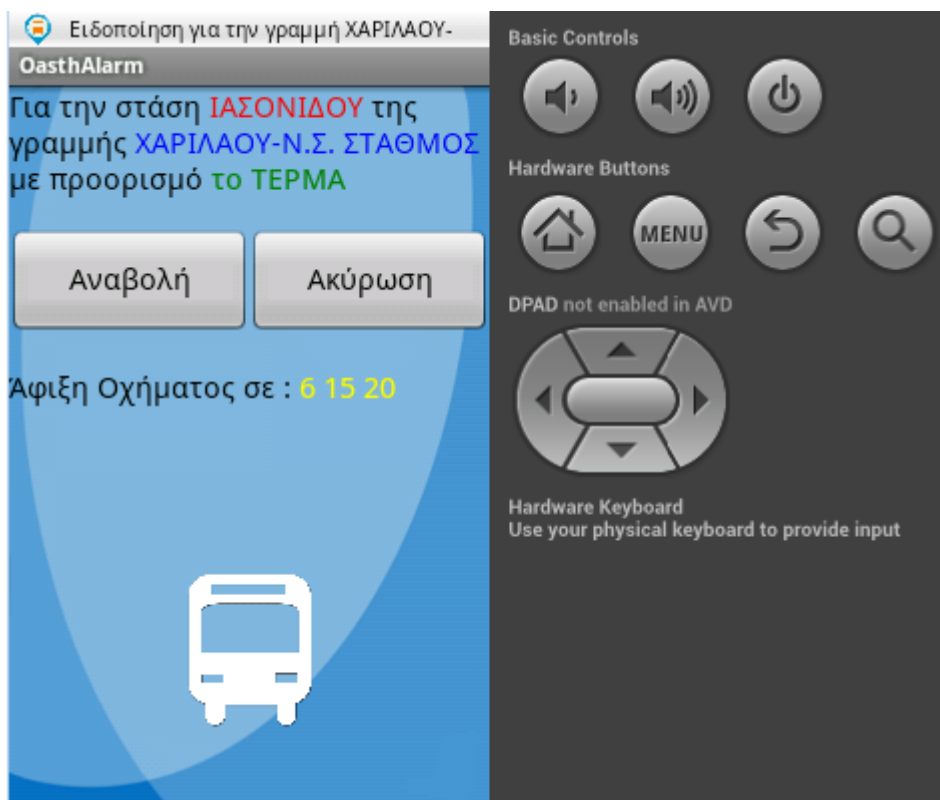 Ειδοποίηση για την γραμμή ΧΑΡΙΛΑΟΥ-
OasthAlarm
Για την στάση ΙΑΣΟΝΙΔΟΥ της
γραμμής ΧΑΡΙΛΑΟΥ-Ν.Σ. ΣΤΑΘΜΟΣ
με προορισμό το ΤΕΡΜΑ
Αναβολή
Ακύρωση
Άφιξη Οχήματος σε : 6 15 20
Basic Controls
Hardware Buttons
MENU
DPAD not enabled in AVD
Hardware Keyboard
Use your physical keyboard to provide input